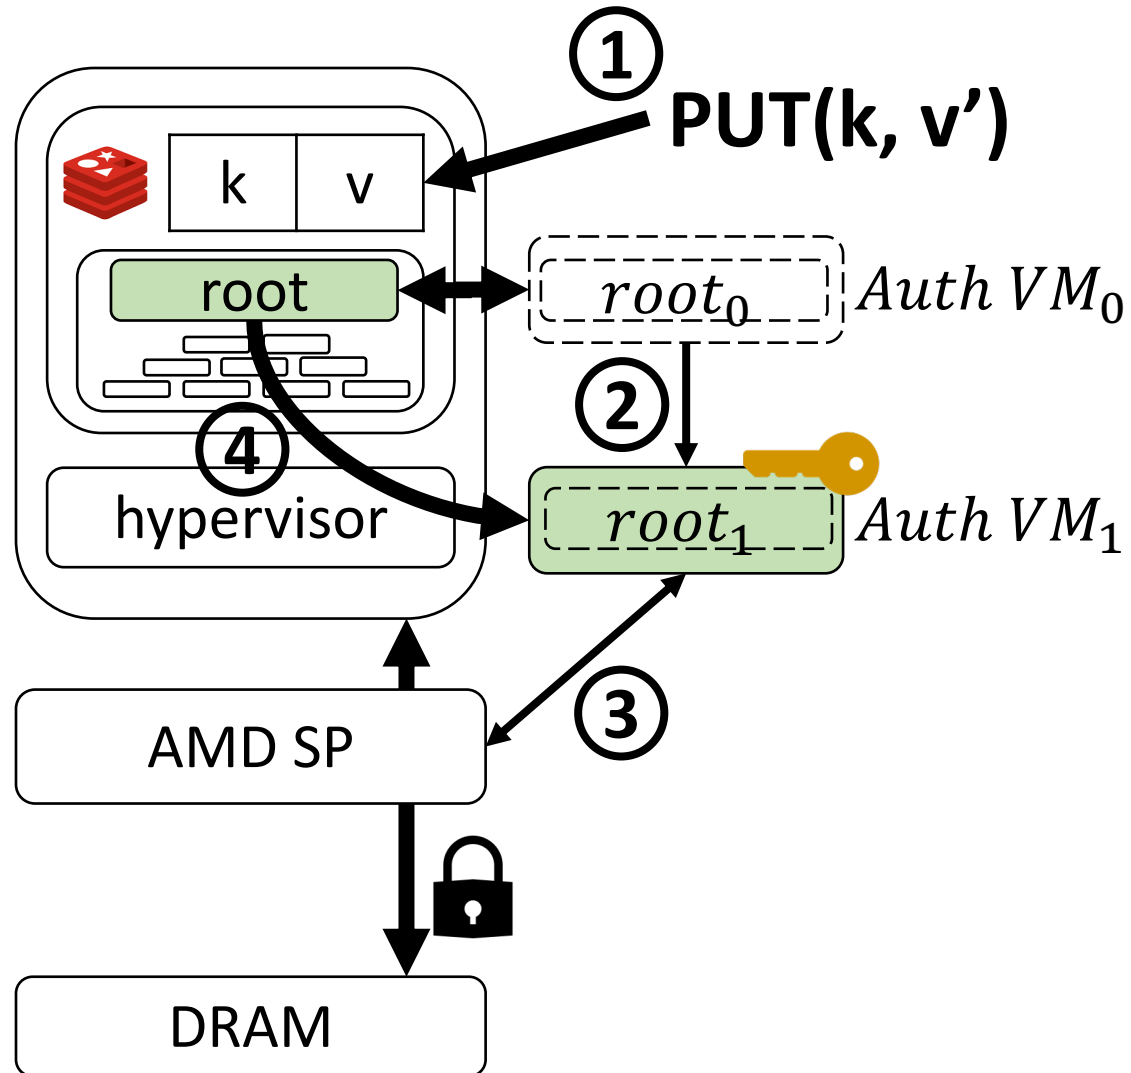 1
PUT(k, v’)
k v
root
root0
Auth VM0
2
4
hypervisor
root1
Auth VM1
3
AMD SP
DRAM